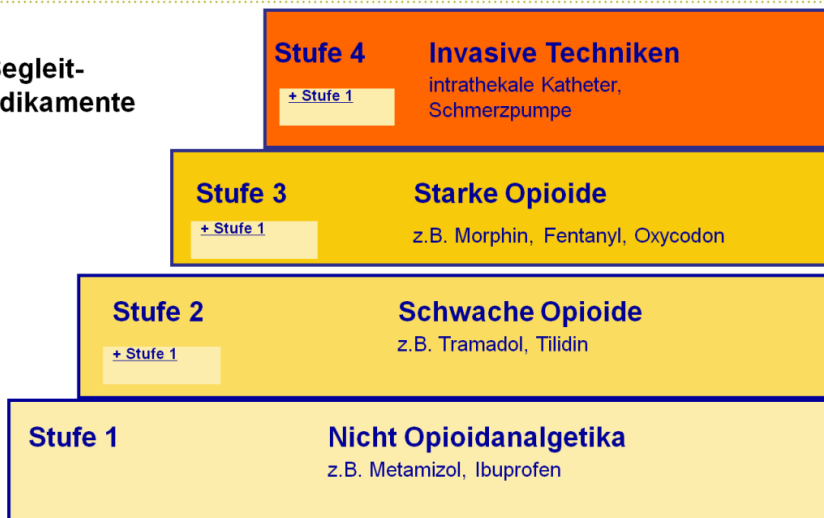 egleit-
dikamente
Stufe 4
Invasive Techniken
+ Stufe 1
intrathekale Katheter,
Schmerzpumpe
Stufe 3
Starke Opioide
+ Stufe 1
z.B. Morphin, Fentanyl, Oxycodon
Stufe 2
Schwache Opioide
+ Stufe 1
z.B. Tramadol, Tilidin
Stufe 1
Nicht Opioidanalgetika
z.B. Metamizol, Ibuprofen